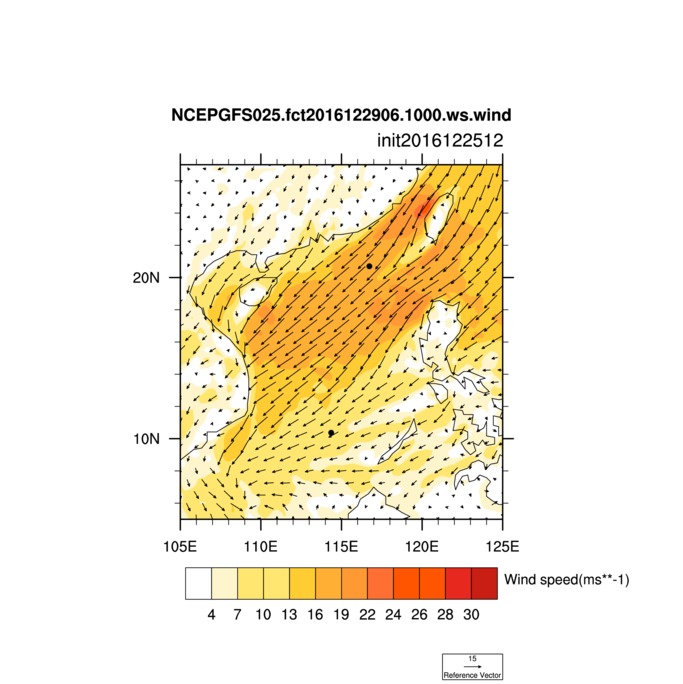 NCEPGFS025.fct2016122906.1000.ws.wind
init2016122512
20N
10N
105E 110E 115E 120E 125E
Wind speed(ms**-1)
4 7 10 13 16 19 22 24 26 28 30
15
Reference Vector